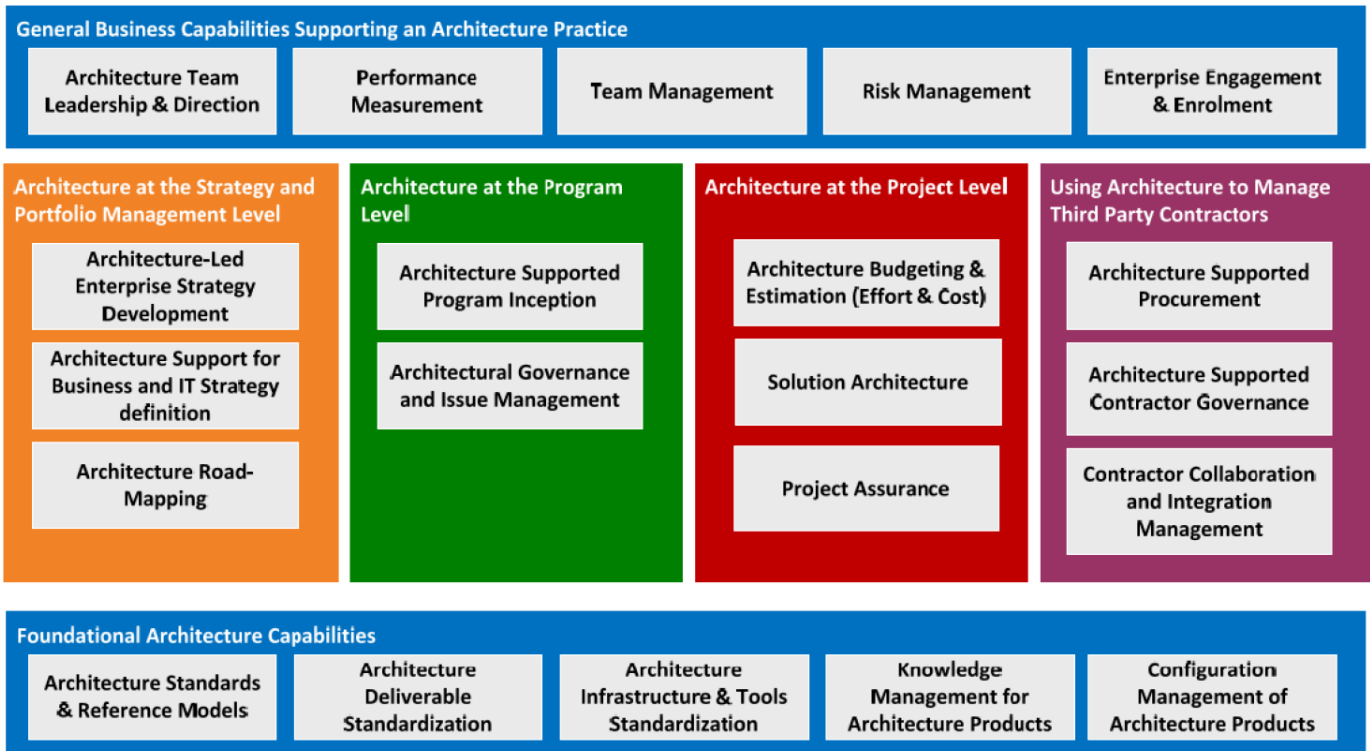 General Business Capabilities Supporting an Architecture Practice
Architecture Team
Leadership & Direction
Performance
Measurement
Team Management
Risk Management
Enterprise Engagement
& Enrolment
Architecture at the Strategy and
Portfolio Management Level
Architecture-Led
Enterprise Strategy
Development
Architecture Support for
Business and IT Strategy
definition
Architecture Road-
Mapping
Architecture at the Program
Level
Architecture Supported
Program Inception
Architectural Governance
and Issue Management
Architecture at the Project Level
Architecture Budgeting &
Estimation (Effort & Cost)
Solution Architecture
Project Assurance
Using Architecture to Manage
Third Party Contractors
Architecture Supported
Procurement
Architecture Supported
Contractor Governance
Contractor Collaboration
and Integration
Management
Foundational Architecture Capabilities
Architecture Standards
& Reference Models
Architecture
Deliverable
Standardization
Architecture
Infrastructure & Tools
Standardization
Knowledge
Management for
Architecture Products
Configuration
Management of
Architecture Products